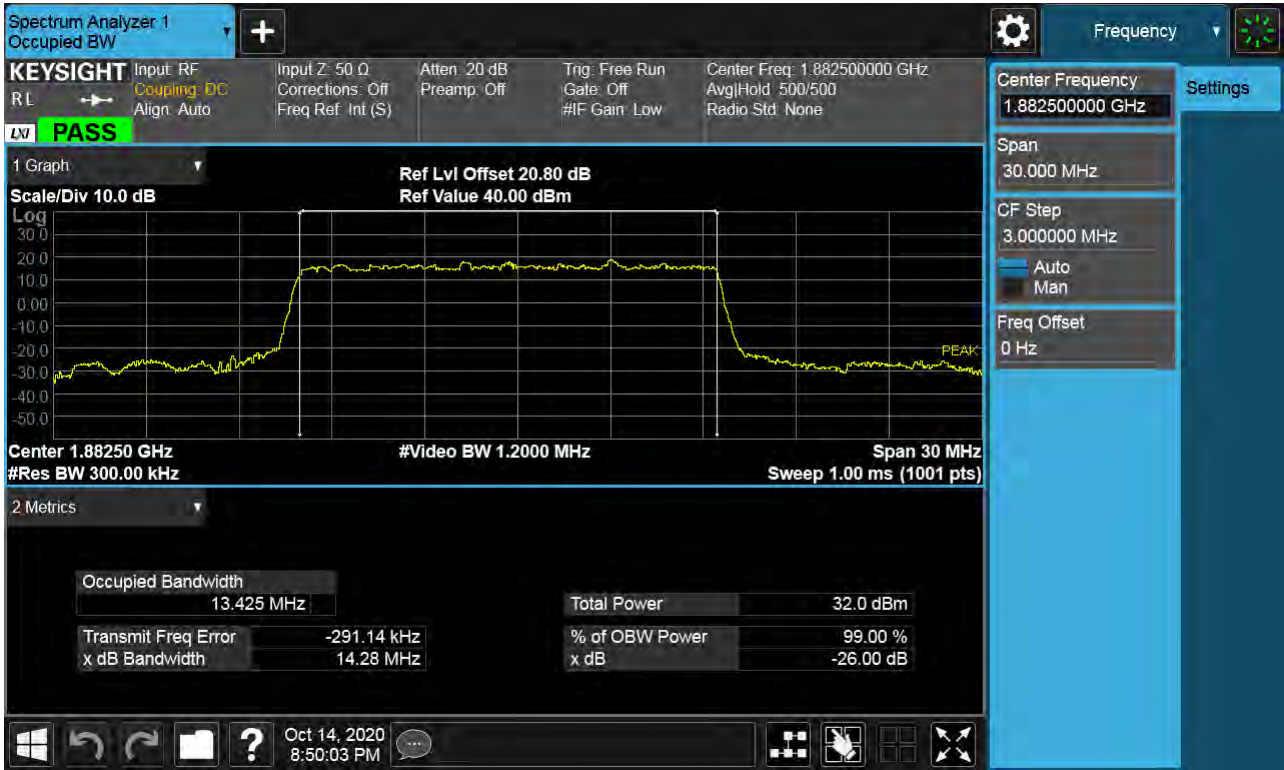 Spectrum Analyzer 1
Occupied BW
Frequency
KEYSIGHT
RL
LXI
PASS
Input: RF
Coupling: DC
Align: Auto
Input Z: 50 Ω
Corrections: Off
Freq Ref: Int (S)
Atten: 20 dB
Preamp: Off
Trig: Free Run
Gate: Off
#IF Gain: Low
Center Freq: 1.882500000 GHz
Avg|Hold: 500/500
Radio Std: None
Center Frequency
1.882500000 GHz
Settings
Span
30.000 MHz
CF Step
3.000000 MHz
Auto
Man
Freq Offset
0 Hz
1 Graph
Scale/Div 10.0 dB
Ref Lvl Offset 20.80 dB
Ref Value 40.00 dBm
Log
30.0
20.0
10.0
0.00
-10.0
-20.0
-30.0
-40.0
-50.0
PEAK
Center 1.88250 GHz
#Res BW 300.00 kHz
#Video BW 1.2000 MHz
Span 30 MHz
Sweep 1.00 ms (1001 pts)
2 Metrics
Occupied Bandwidth
13.425 MHz
Total Power 32.0 dBm
Transmit Freq Error -291.14 kHz
% of OBW Power 99.00 %
x dB Bandwidth 14.28 MHz
x dB -26.00 dB
?
Oct 14, 2020
8:50:03 PM